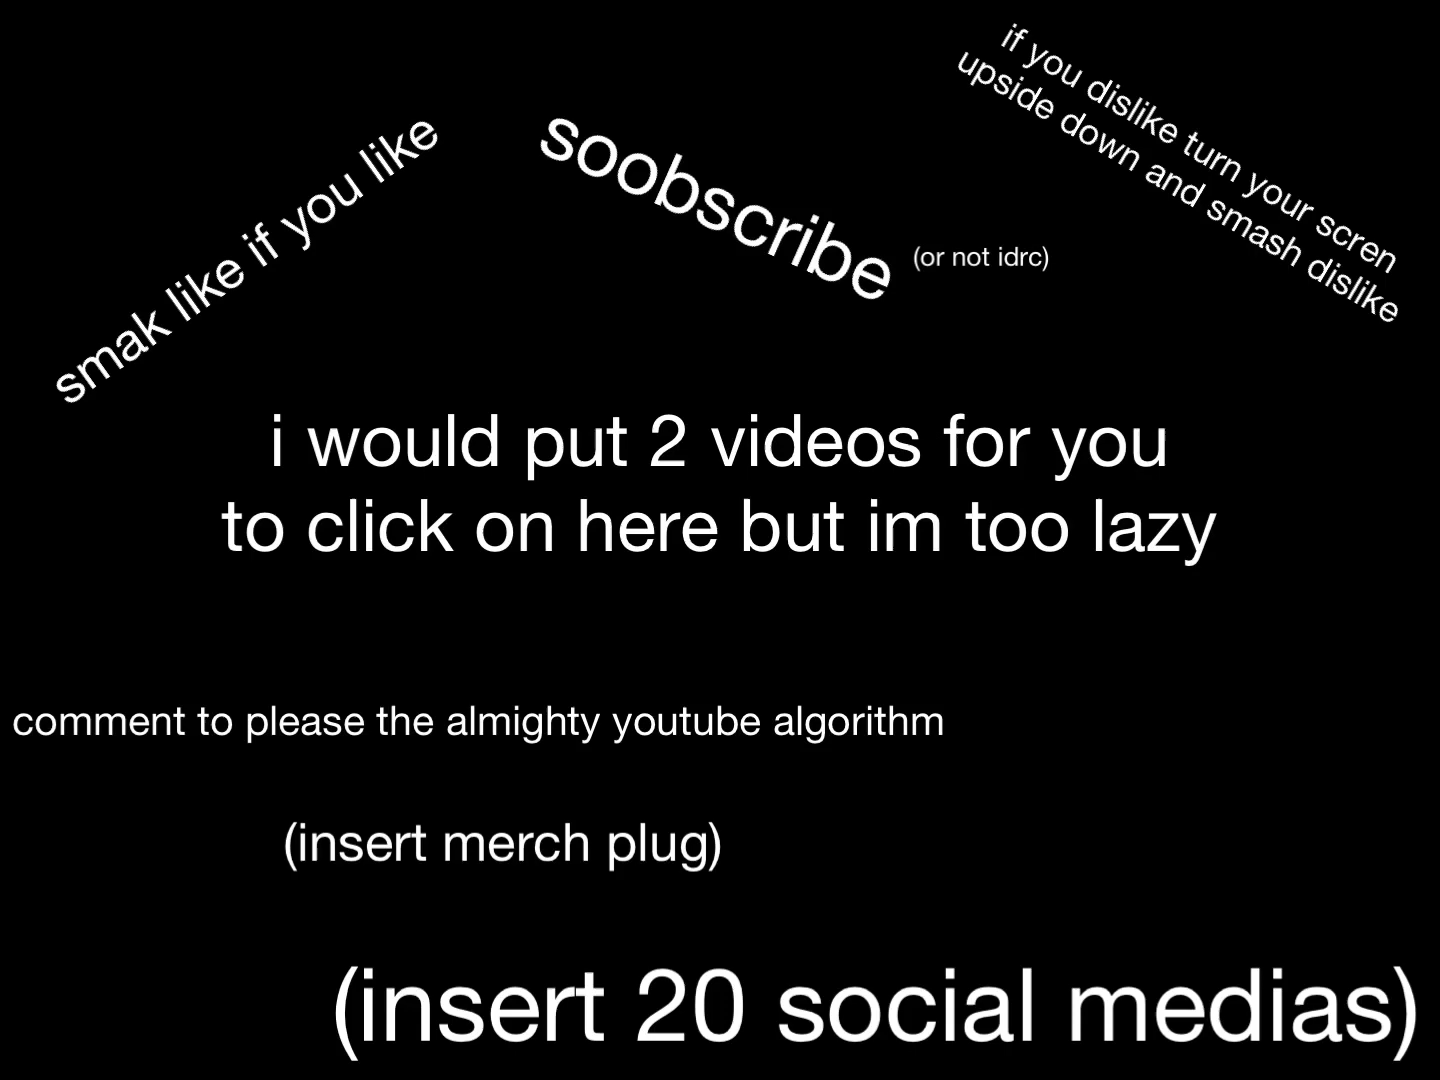 smak like if you like
soobscribe
(or not idrc)
if you dislike turn your scren
upside down and smash dislike
i would put 2 videos for you
to click on here but im too lazy
comment to please the almighty youtube algorithm
(insert merch plug)
(insert 20 social medias)